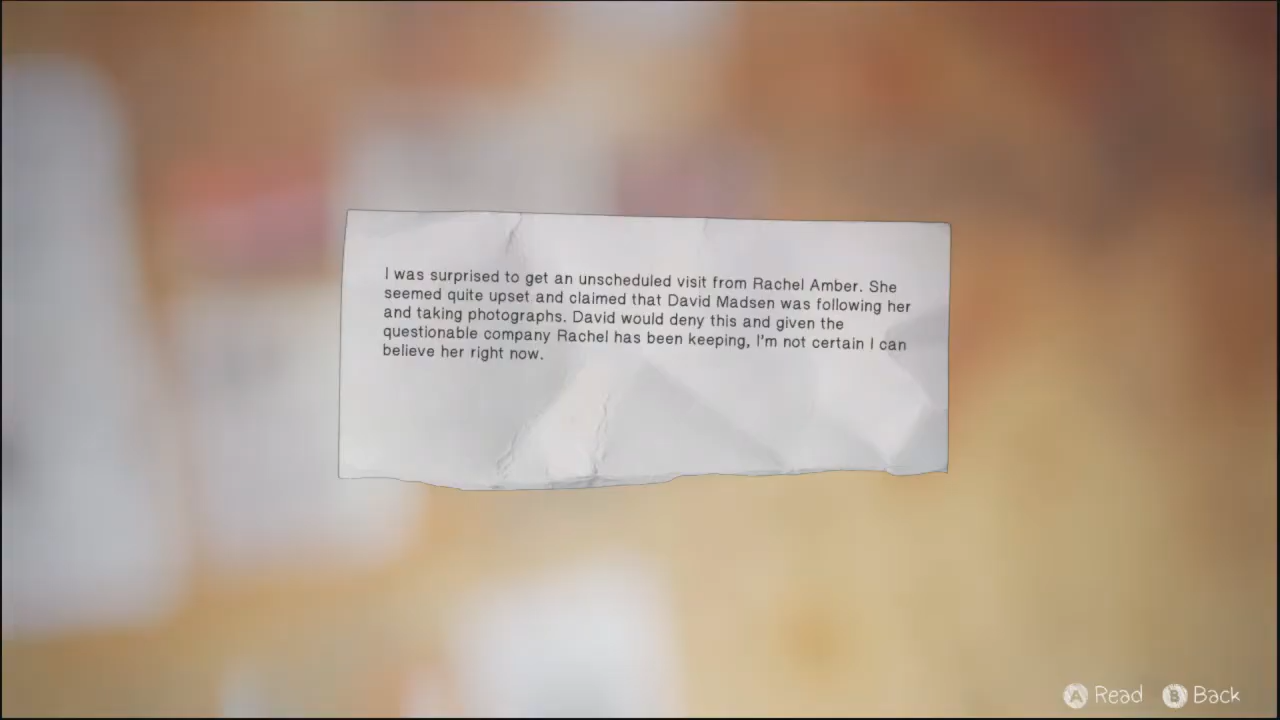 I was surprised to get an unscheduled visit from Rachel Amber. She
seemed quite upset and claimed that David Madsen was following her
and taking photographs. David would deny this and given the
questionable company Rachel has been keeping, I'm not certain I can
believe her right now.
A Read B Back